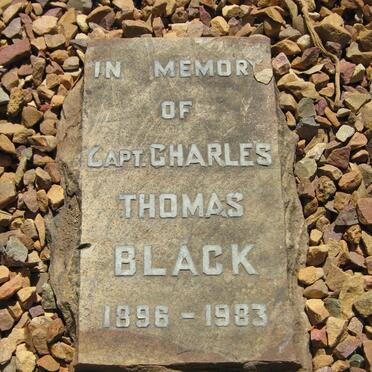 IN MEMORY
OF
CAPT. CHARLES
THOMAS
BLACK
1896 - 1983